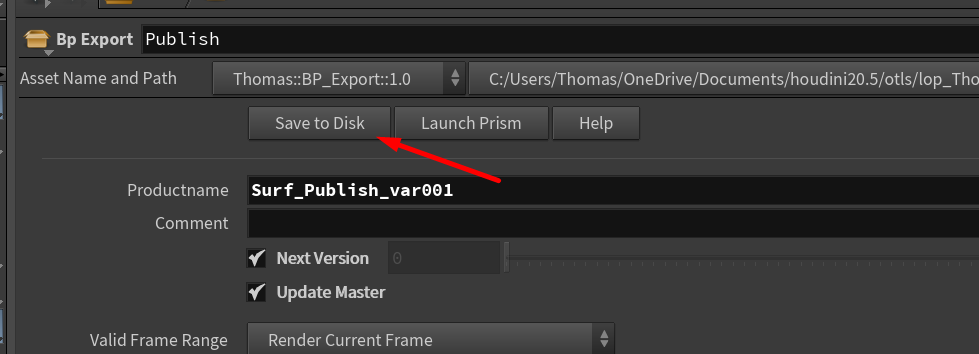 Bp Export Publish
Asset Name and Path Thomas::BP_Export::1.0 C:/Users/Thomas/OneDrive/Documents/houdini20.5/otls/lop_Tho
Save to Disk Launch Prism Help
Productname Surf_Publish_var001
Comment
Next Version 0
Update Master
Valid Frame Range Render Current Frame